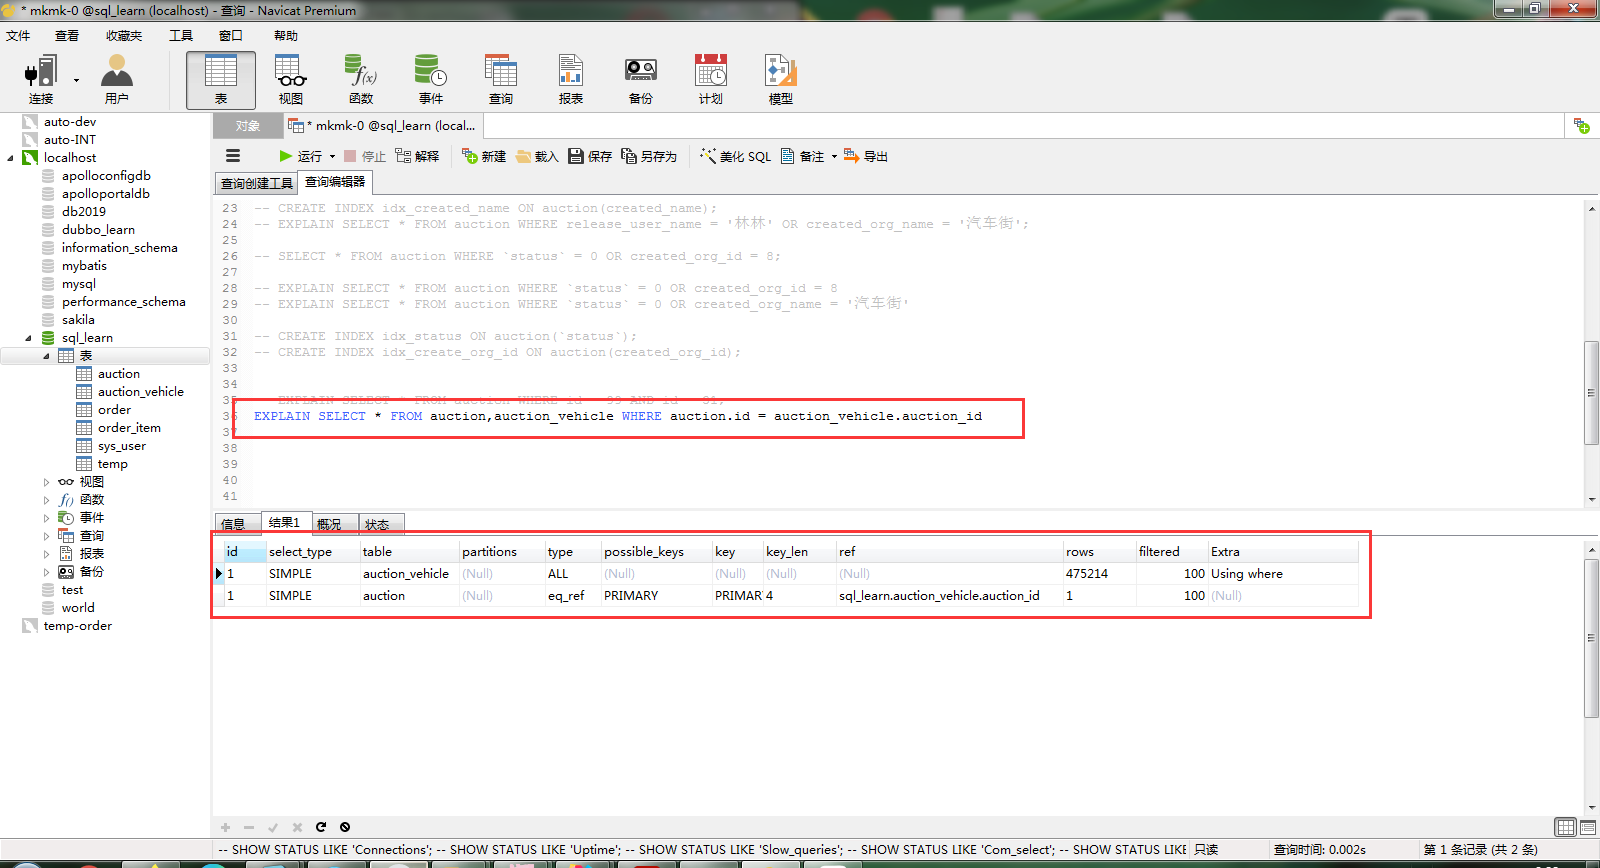 * mkmk-0 @sql_learn (localhost) - 查询 - Navicat Premium
文件 查看 收藏夹 工具 窗口 帮助
连接 用户 表 视图 函数 事件 查询 报表 备份 计划 模型
auto-dev
auto-INT
localhost
apolloconfigdb
apolloportaldb
db2019
dubbo_learn
information_schema
mybatis
mysql
performance_schema
sakila
sql_learn
表
auction
auction_vehicle
order
order_item
sys_user
temp
视图
函数
事件
查询
报表
备份
test
world
temp-order
对象 * mkmk-0 @sql_learn (local...
运行 停止 解释 新建 载入 保存 另存为 美化 SQL 备注 导出
查询创建工具 查询编辑器
23 -- CREATE INDEX idx_created_name ON auction(created_name);
24 -- EXPLAIN SELECT * FROM auction WHERE release_user_name = '林林' OR created_org_name = '汽车街';
25
26 -- SELECT * FROM auction WHERE `status` = 0 OR created_org_id = 8;
27
28 -- EXPLAIN SELECT * FROM auction WHERE `status` = 0 OR created_org_id = 8
29 -- EXPLAIN SELECT * FROM auction WHERE `status` = 0 OR created_org_name = '汽车街'
30
31 -- CREATE INDEX idx_status ON auction(`status`);
32 -- CREATE INDEX idx_create_org_id ON auction(created_org_id);
33
34
35 EXPLAIN SELECT * FROM auction WHERE id
36 EXPLAIN SELECT * FROM auction,auction_vehicle WHERE auction.id = auction_vehicle.auction_id
37
38
39
40
41
信息 结果1 概况 状态
id select_type table partitions type possible_keys key key_len ref rows filtered Extra
1 SIMPLE auction_vehicle (Null) ALL (Null) (Null) (Null) (Null) 475214 100 Using where
1 SIMPLE auction (Null) eq_ref PRIMARY PRIMAR 4 sql_learn.auction_vehicle.auction_id 1 100 (Null)
-- SHOW STATUS LIKE 'Connections'; -- SHOW STATUS LIKE 'Uptime'; -- SHOW STATUS LIKE 'Slow_queries'; -- SHOW STATUS LIKE 'Com_select'; -- SHOW STATUS LIKE 只读 查询时间: 0.002s 第 1 条记录 (共 2 条)